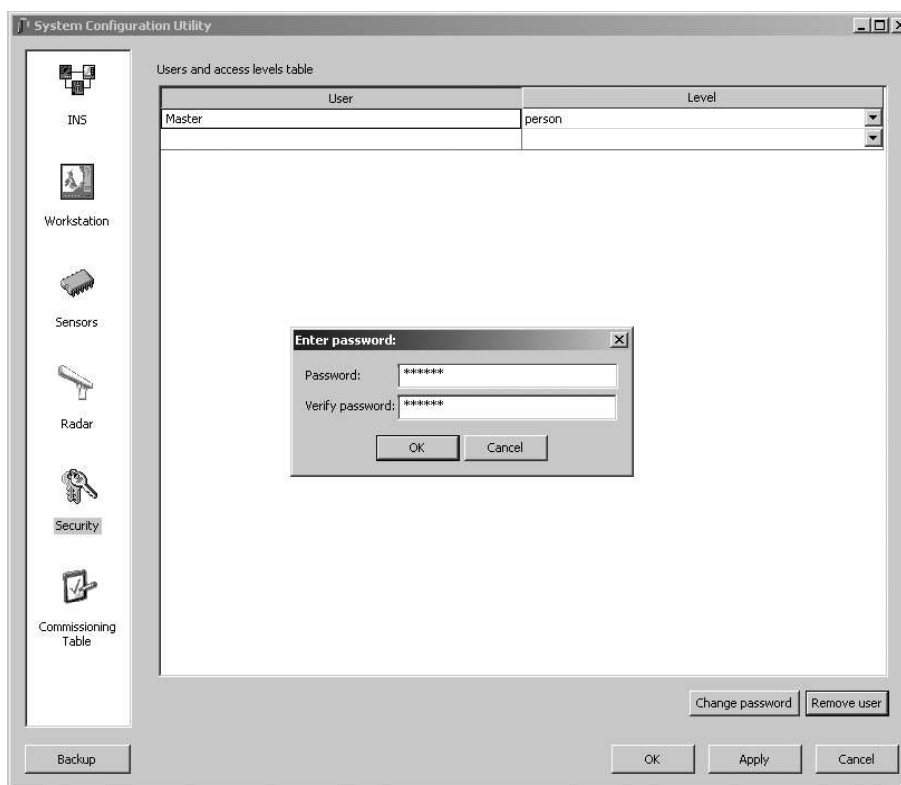 System Configuration Utility
INS
Workstation
Sensors
Radar
Security
Commissioning
Table
Backup
Users and access levels table
User Level
Master person
Enter password:
Password: ******
Verify password: ******
OK Cancel
Change password Remove user
OK Apply Cancel